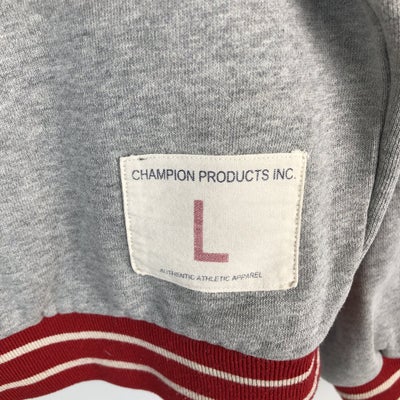 CHAMPION PRODUCTS INC.
L
AUTHENTIC ATHLETIC APPAREL